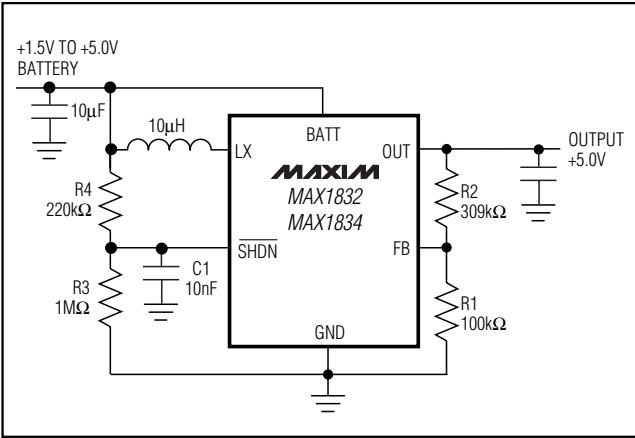 +1.5V TO +5.0V
BATTERY
10μF
10μH
LX
BATT
OUT
OUTPUT
+5.0V
MAXIM
MAX1832
MAX1834
R4
220kΩ
R2
309kΩ
SHDN
FB
C1
10nF
R3
1MΩ
R1
100kΩ
GND